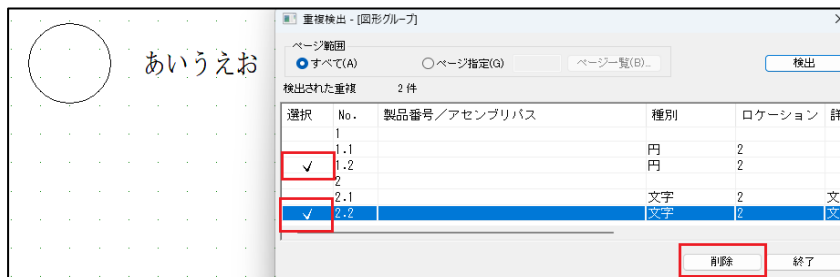 重複検出 - [図形グループ]
あいうえお
ページ範囲
すべて(A) ページ指定(G) ページ一覧(B)... 検出
検出された重複 2 件
選択 No. 製品番号／アセンブリパス 種別 ロケーション 詳
1
1.1 円 2
✓ 1.2 円 2
2
2.1 文字 2 文
✓ 2.2 文字 2 文
削除 終了